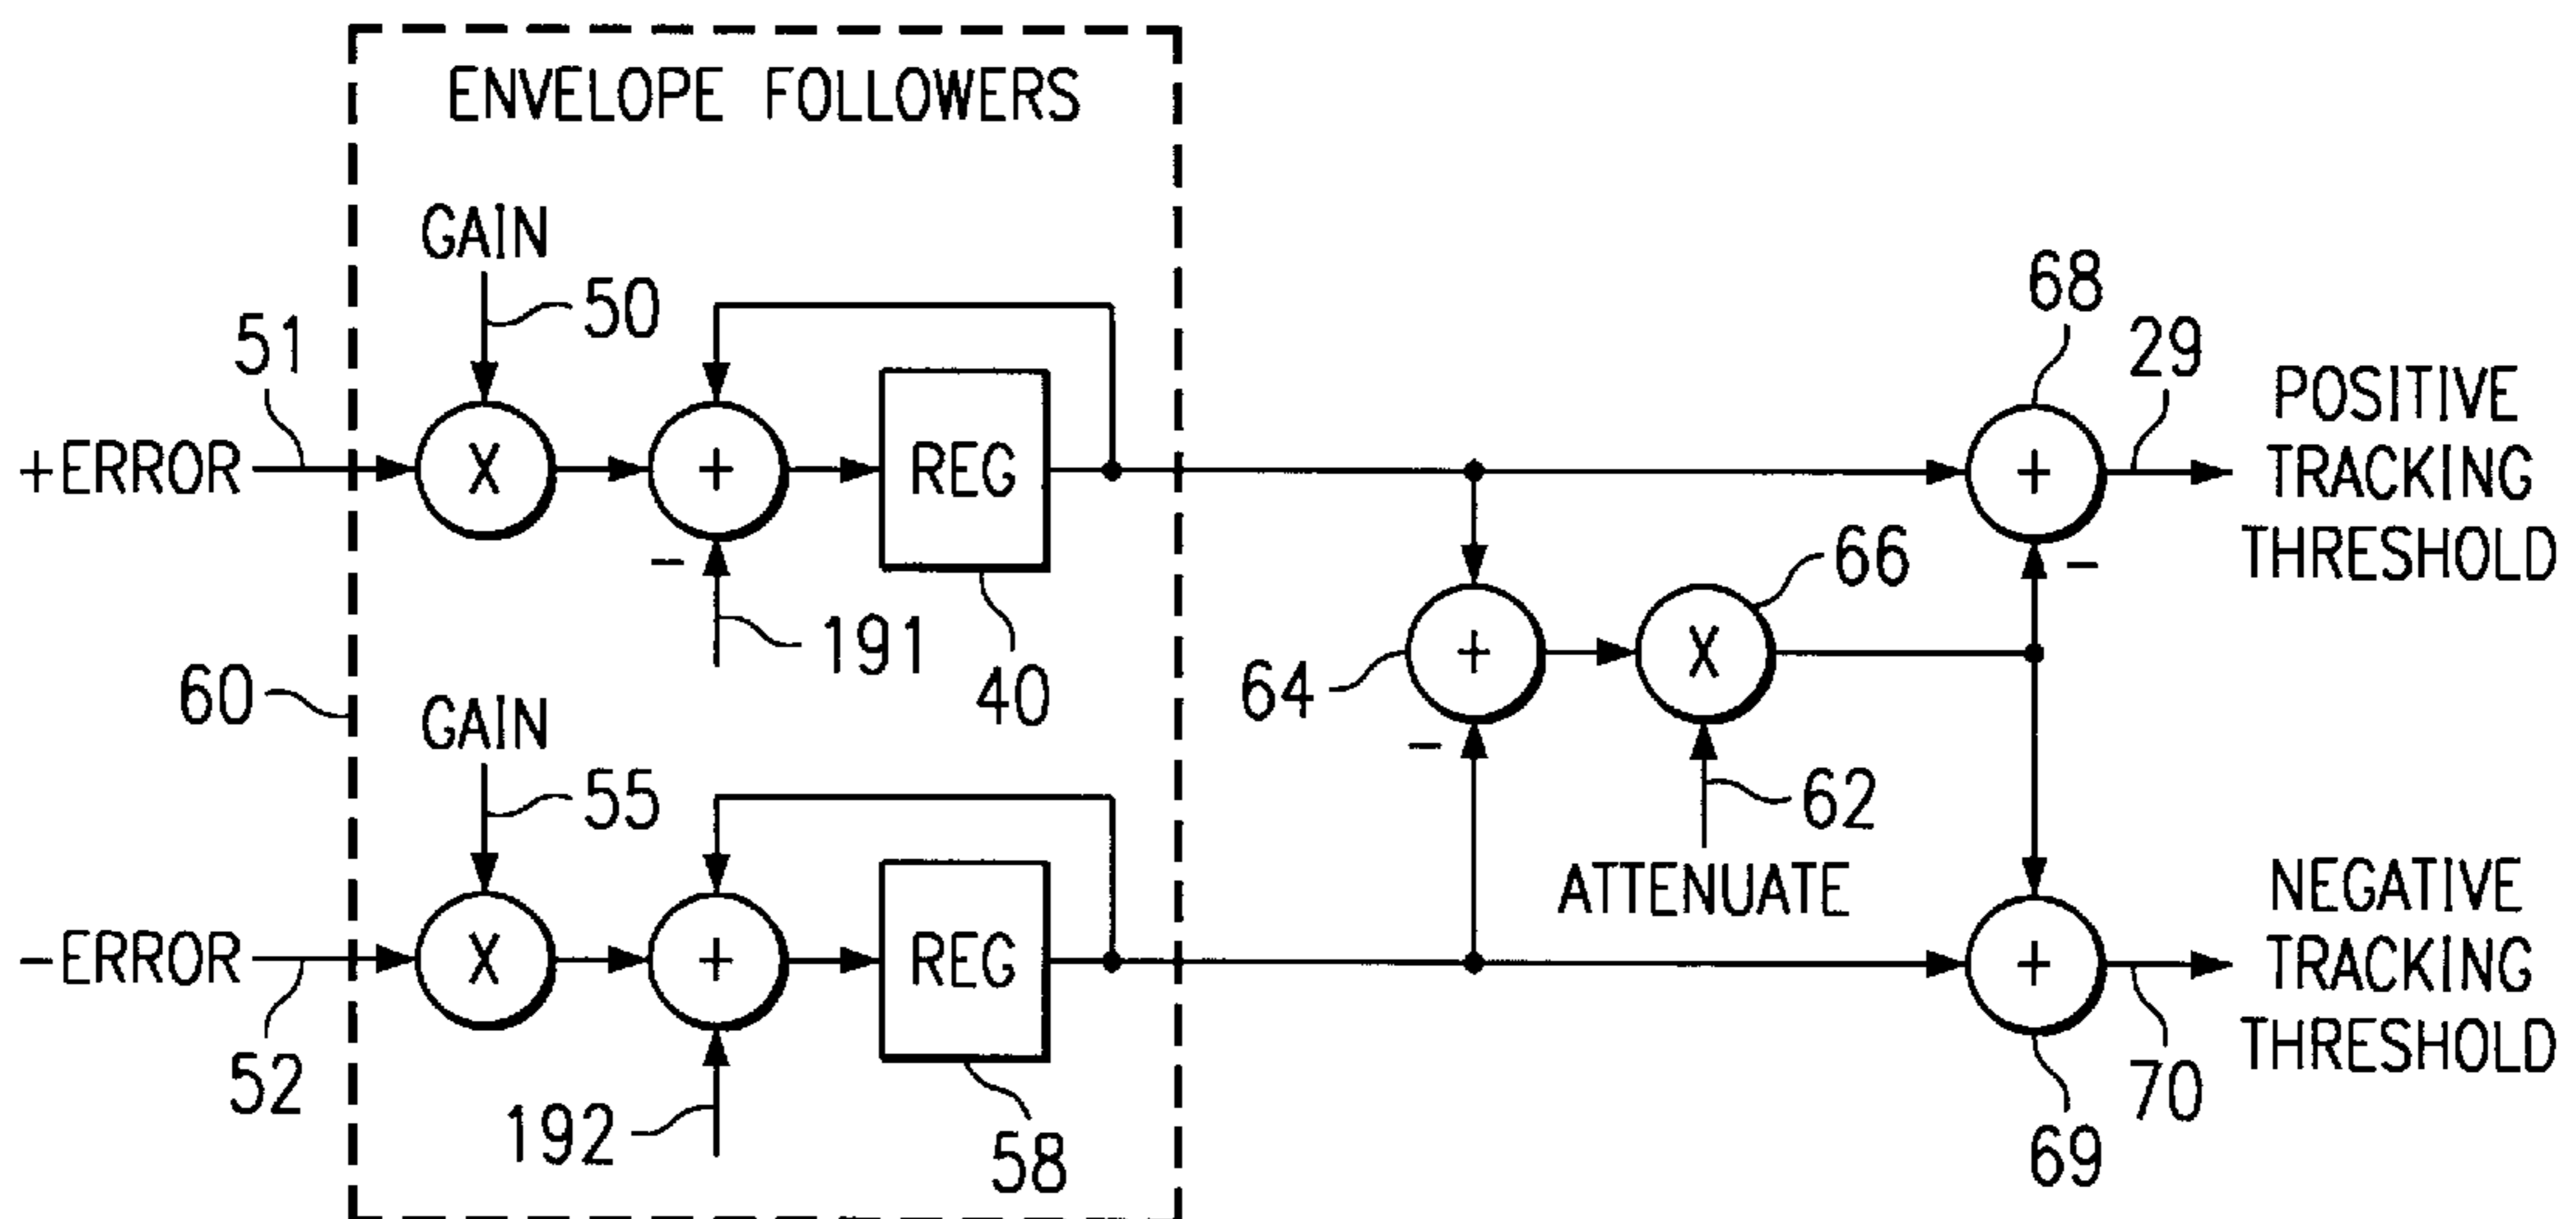 ENVELOPE FOLLOWERS
GAIN
50
51
+ERROR
X
+
REG
-
191
40
60
68
29
+
-
POSITIVE
TRACKING
THRESHOLD
64
+
-
X
66
62
ATTENUATE
GAIN
55
-ERROR
52
X
+
REG
192
58
+
69
70
NEGATIVE
TRACKING
THRESHOLD